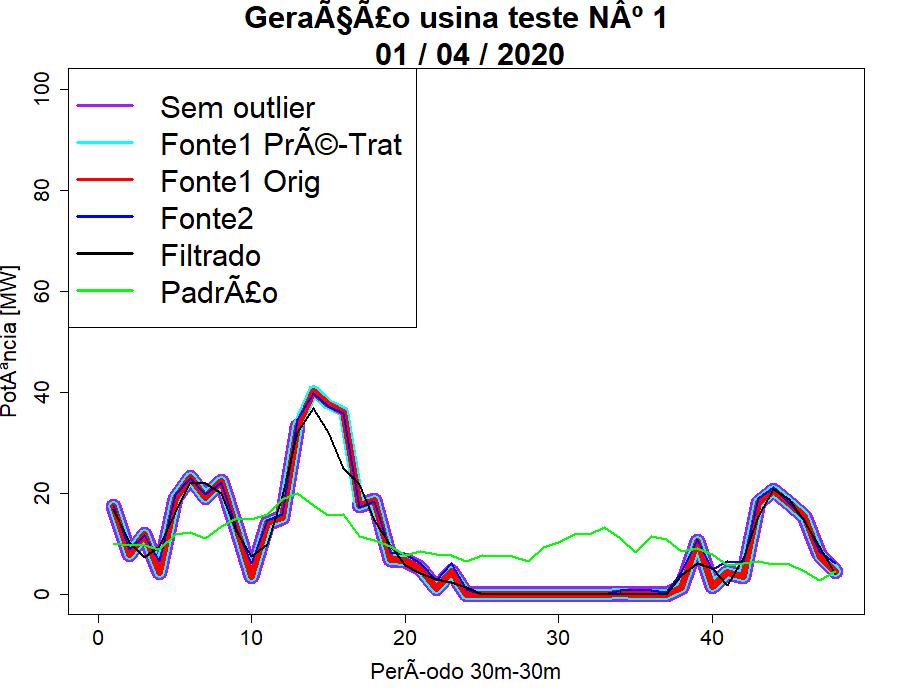 GeraÃ§Ã£o usina teste NÂº 1
01 / 04 / 2020
Sem outlier
Fonte1 PrÃ©-Trat
Fonte1 Orig
Fonte2
Filtrado
PadrÃ£o
PotÃªncia [MW]
100
80
60
40
20
0
0 10 20 30 40
PerÃ-odo 30m-30m